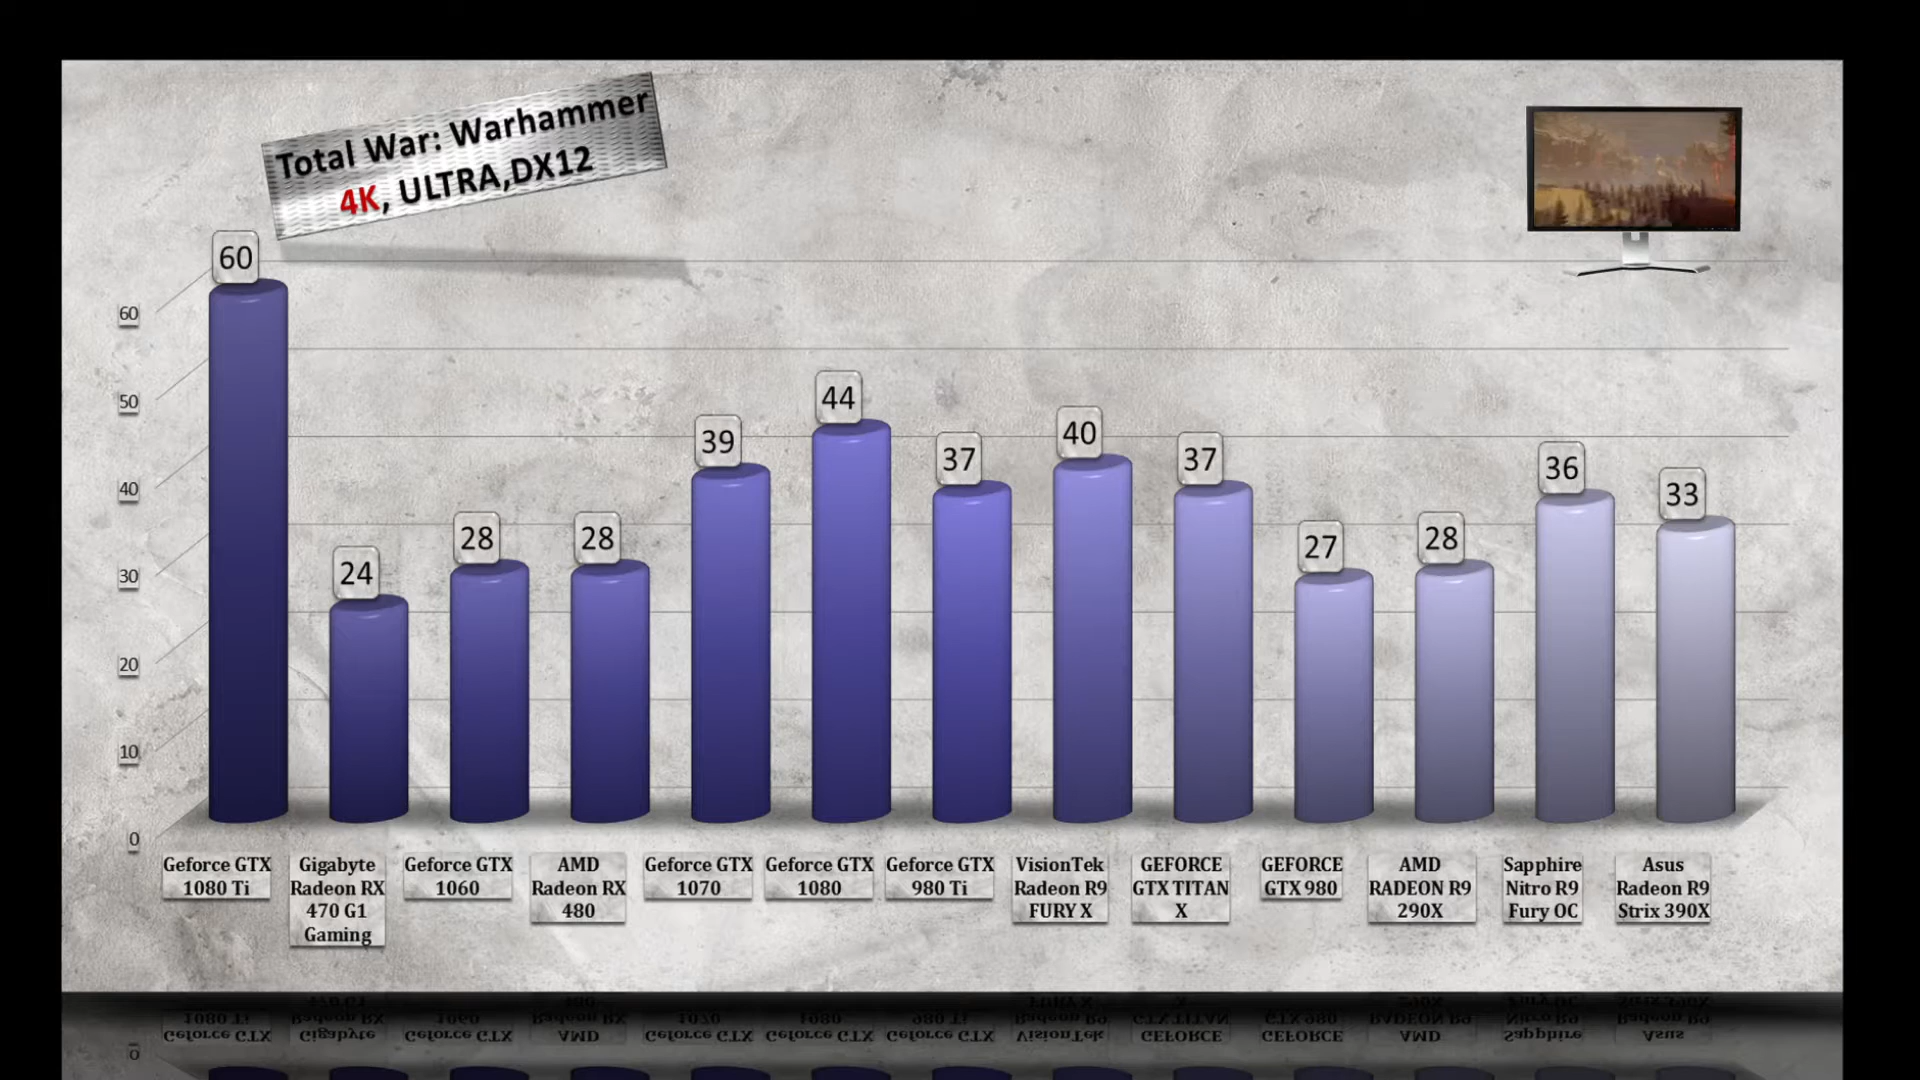 Total War: Warhammer
4K, ULTRA,DX12
60
50
40
30
20
10
0
60
24
28
28
39
44
37
40
37
27
28
36
33
Geforce GTX
1080 Ti
Gigabyte
Radeon RX
470 G1
Gaming
Geforce GTX
1060
AMD
Radeon RX
480
Geforce GTX
1070
Geforce GTX
1080
Geforce GTX
980 Ti
VisionTek
Radeon R9
FURY X
GEFORCE
GTX TITAN
X
GEFORCE
GTX 980
AMD
RADEON R9
290X
Sapphire
Nitro R9
Fury OC
Asus
Radeon R9
Strix 390X